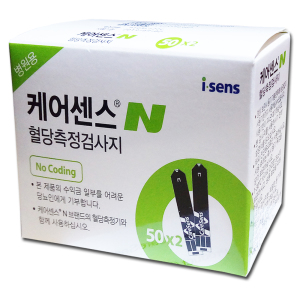 병원용
i-sens
케어센스® N
혈당측정검사지
No Coding
• 본 제품의 수익금 일부를 어려운
당뇨인에게 기부합니다.
• 케어센스® N 브랜드의 혈당측정기와
함께 사용하십시오.
50x2